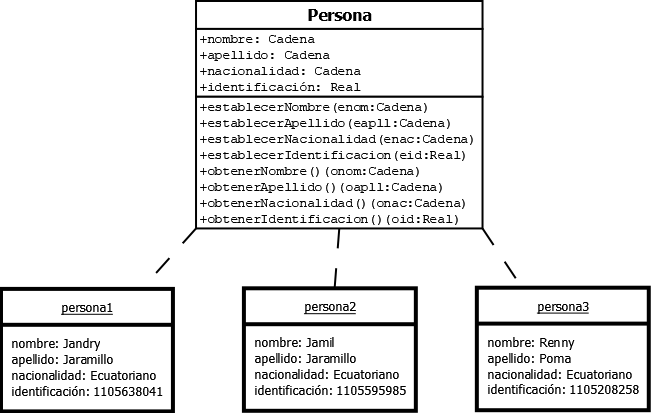 Persona
+nombre: Cadena
+apellido: Cadena
+nacionalidad: Cadena
+identificación: Real
+establecerNombre(enom:Cadena)
+establecerApellido(eapll:Cadena)
+establecerNacionalidad(enac:Cadena)
+establecerIdentificacion(eid:Real)
+obtenerNombre()(onom:Cadena)
+obtenerApellido()(oapll:Cadena)
+obtenerNacionalidad()(onac:Cadena)
+obtenerIdentificacion()(oid:Real)
persona1
nombre: Jandry
apellido: Jaramillo
nacionalidad: Ecuatoriano
identificación: 1105638041
persona2
nombre: Jamil
apellido: Jaramillo
nacionalidad: Ecuatoriano
identificación: 1105595985
persona3
nombre: Renny
apellido: Poma
nacionalidad: Ecuatoriano
identificación: 1105208258